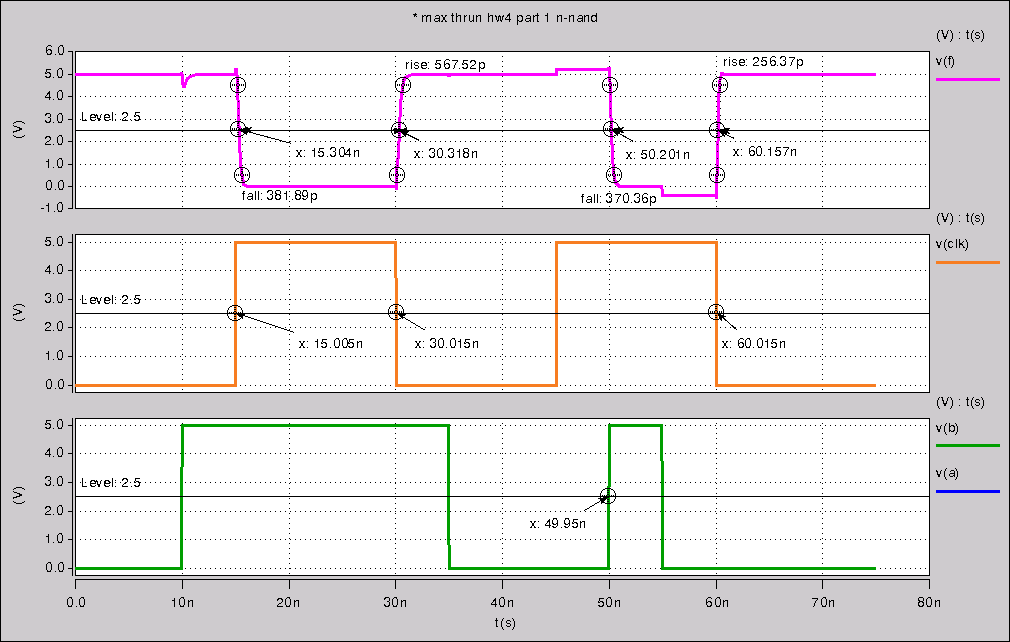 * max thrun hw4 part 1 n-nand
(V) : t(s)
v(f)
6.0
5.0
4.0
3.0
2.0
1.0
0.0
-1.0
(V)
rise: 567.52p
rise: 256.37p
Level: 2.5
x: 15.304n
x: 30.318n
x: 50.201n
x: 60.157n
fall: 381.89p
fall: 370.36p
(V) : t(s)
v(clk)
5.0
4.0
3.0
2.0
1.0
0.0
(V)
Level: 2.5
x: 15.005n
x: 30.015n
x: 60.015n
(V) : t(s)
v(b)
v(a)
5.0
4.0
3.0
2.0
1.0
0.0
(V)
Level: 2.5
x: 49.95n
0.0 10n 20n 30n 40n 50n 60n 70n 80n
t(s)